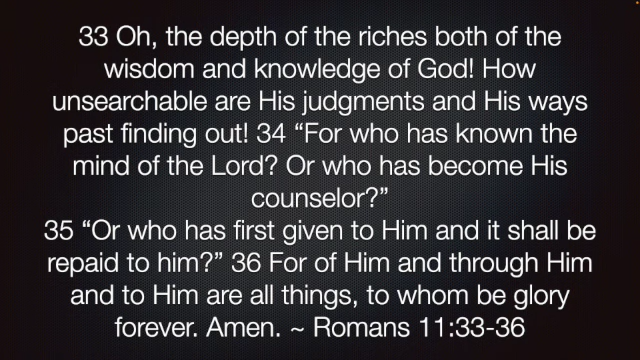 33 Oh, the depth of the riches both of the
wisdom and knowledge of God! How
unsearchable are His judgments and His ways
past finding out! 34 “For who has known the
mind of the Lord? Or who has become His
counselor?”
35 “Or who has first given to Him and it shall be
repaid to him?” 36 For of Him and through Him
and to Him are all things, to whom be glory
forever. Amen. ~ Romans 11:33-36